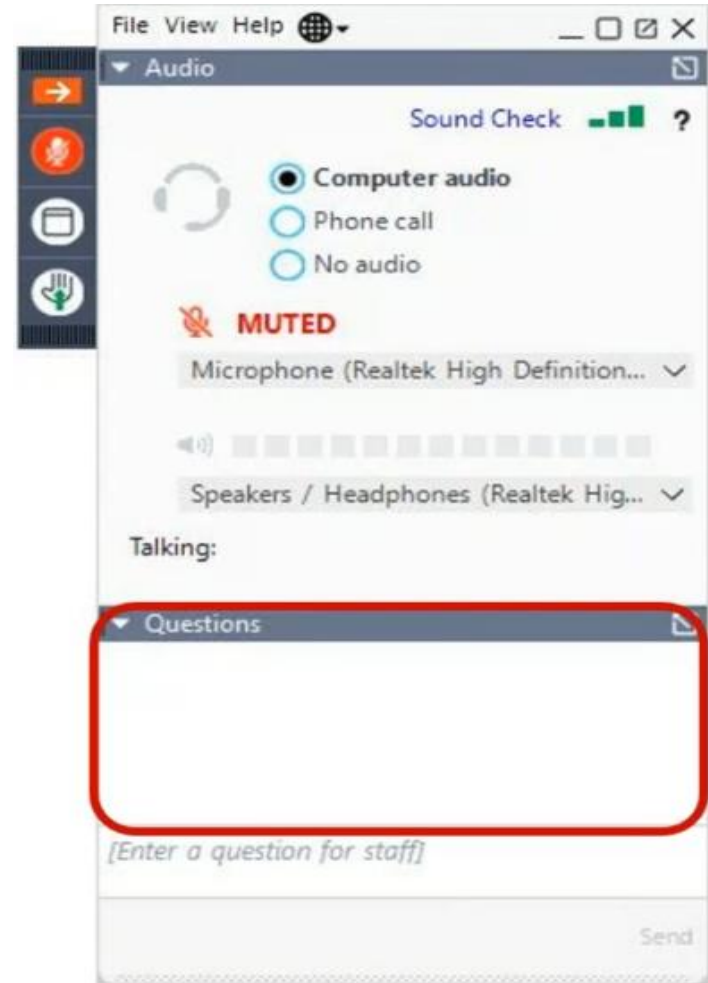 File View Help
Audio
Sound Check ?
Computer audio
Phone call
No audio
MUTED
Microphone (Realtek High Definition...
Speakers / Headphones (Realtek Hig...
Talking:
Questions
[Enter a question for staff]
Send